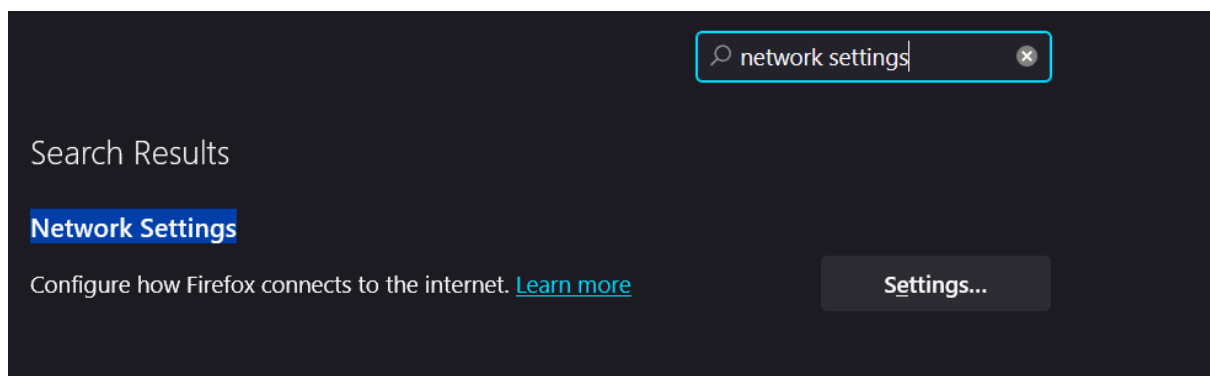 network settings
Search Results
Network Settings
Configure how Firefox connects to the internet. Learn more
Settings...